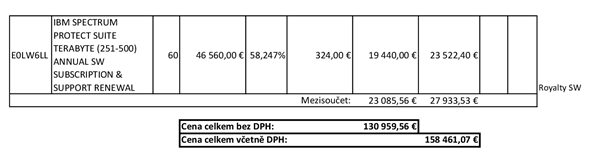 IBM SPECTRUM
PROTECT SUITE
E0LW6LL TERABYTE (251-500) 60 46 560,00 € 58,247% 324,00 € 19 440,00 € 23 522,40 €
ANNUAL SW
SUBSCRIPTION &
SUPPORT RENEWAL
Royalty SW
Mezisoučet: 23 085,56 € 27 933,53 €
Cena celkem bez DPH: 130 959,56 €
Cena celkem včetně DPH: 158 461,07 €